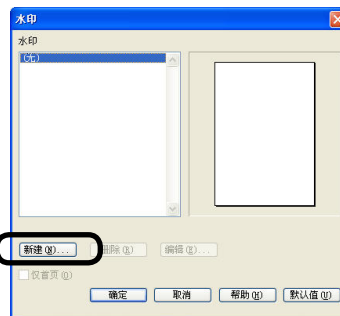 水印
水印
(无)
新建(N)... 删除(R) 编辑(E)...
仅首页(O)
确定 取消 帮助(H) 默认值(U)